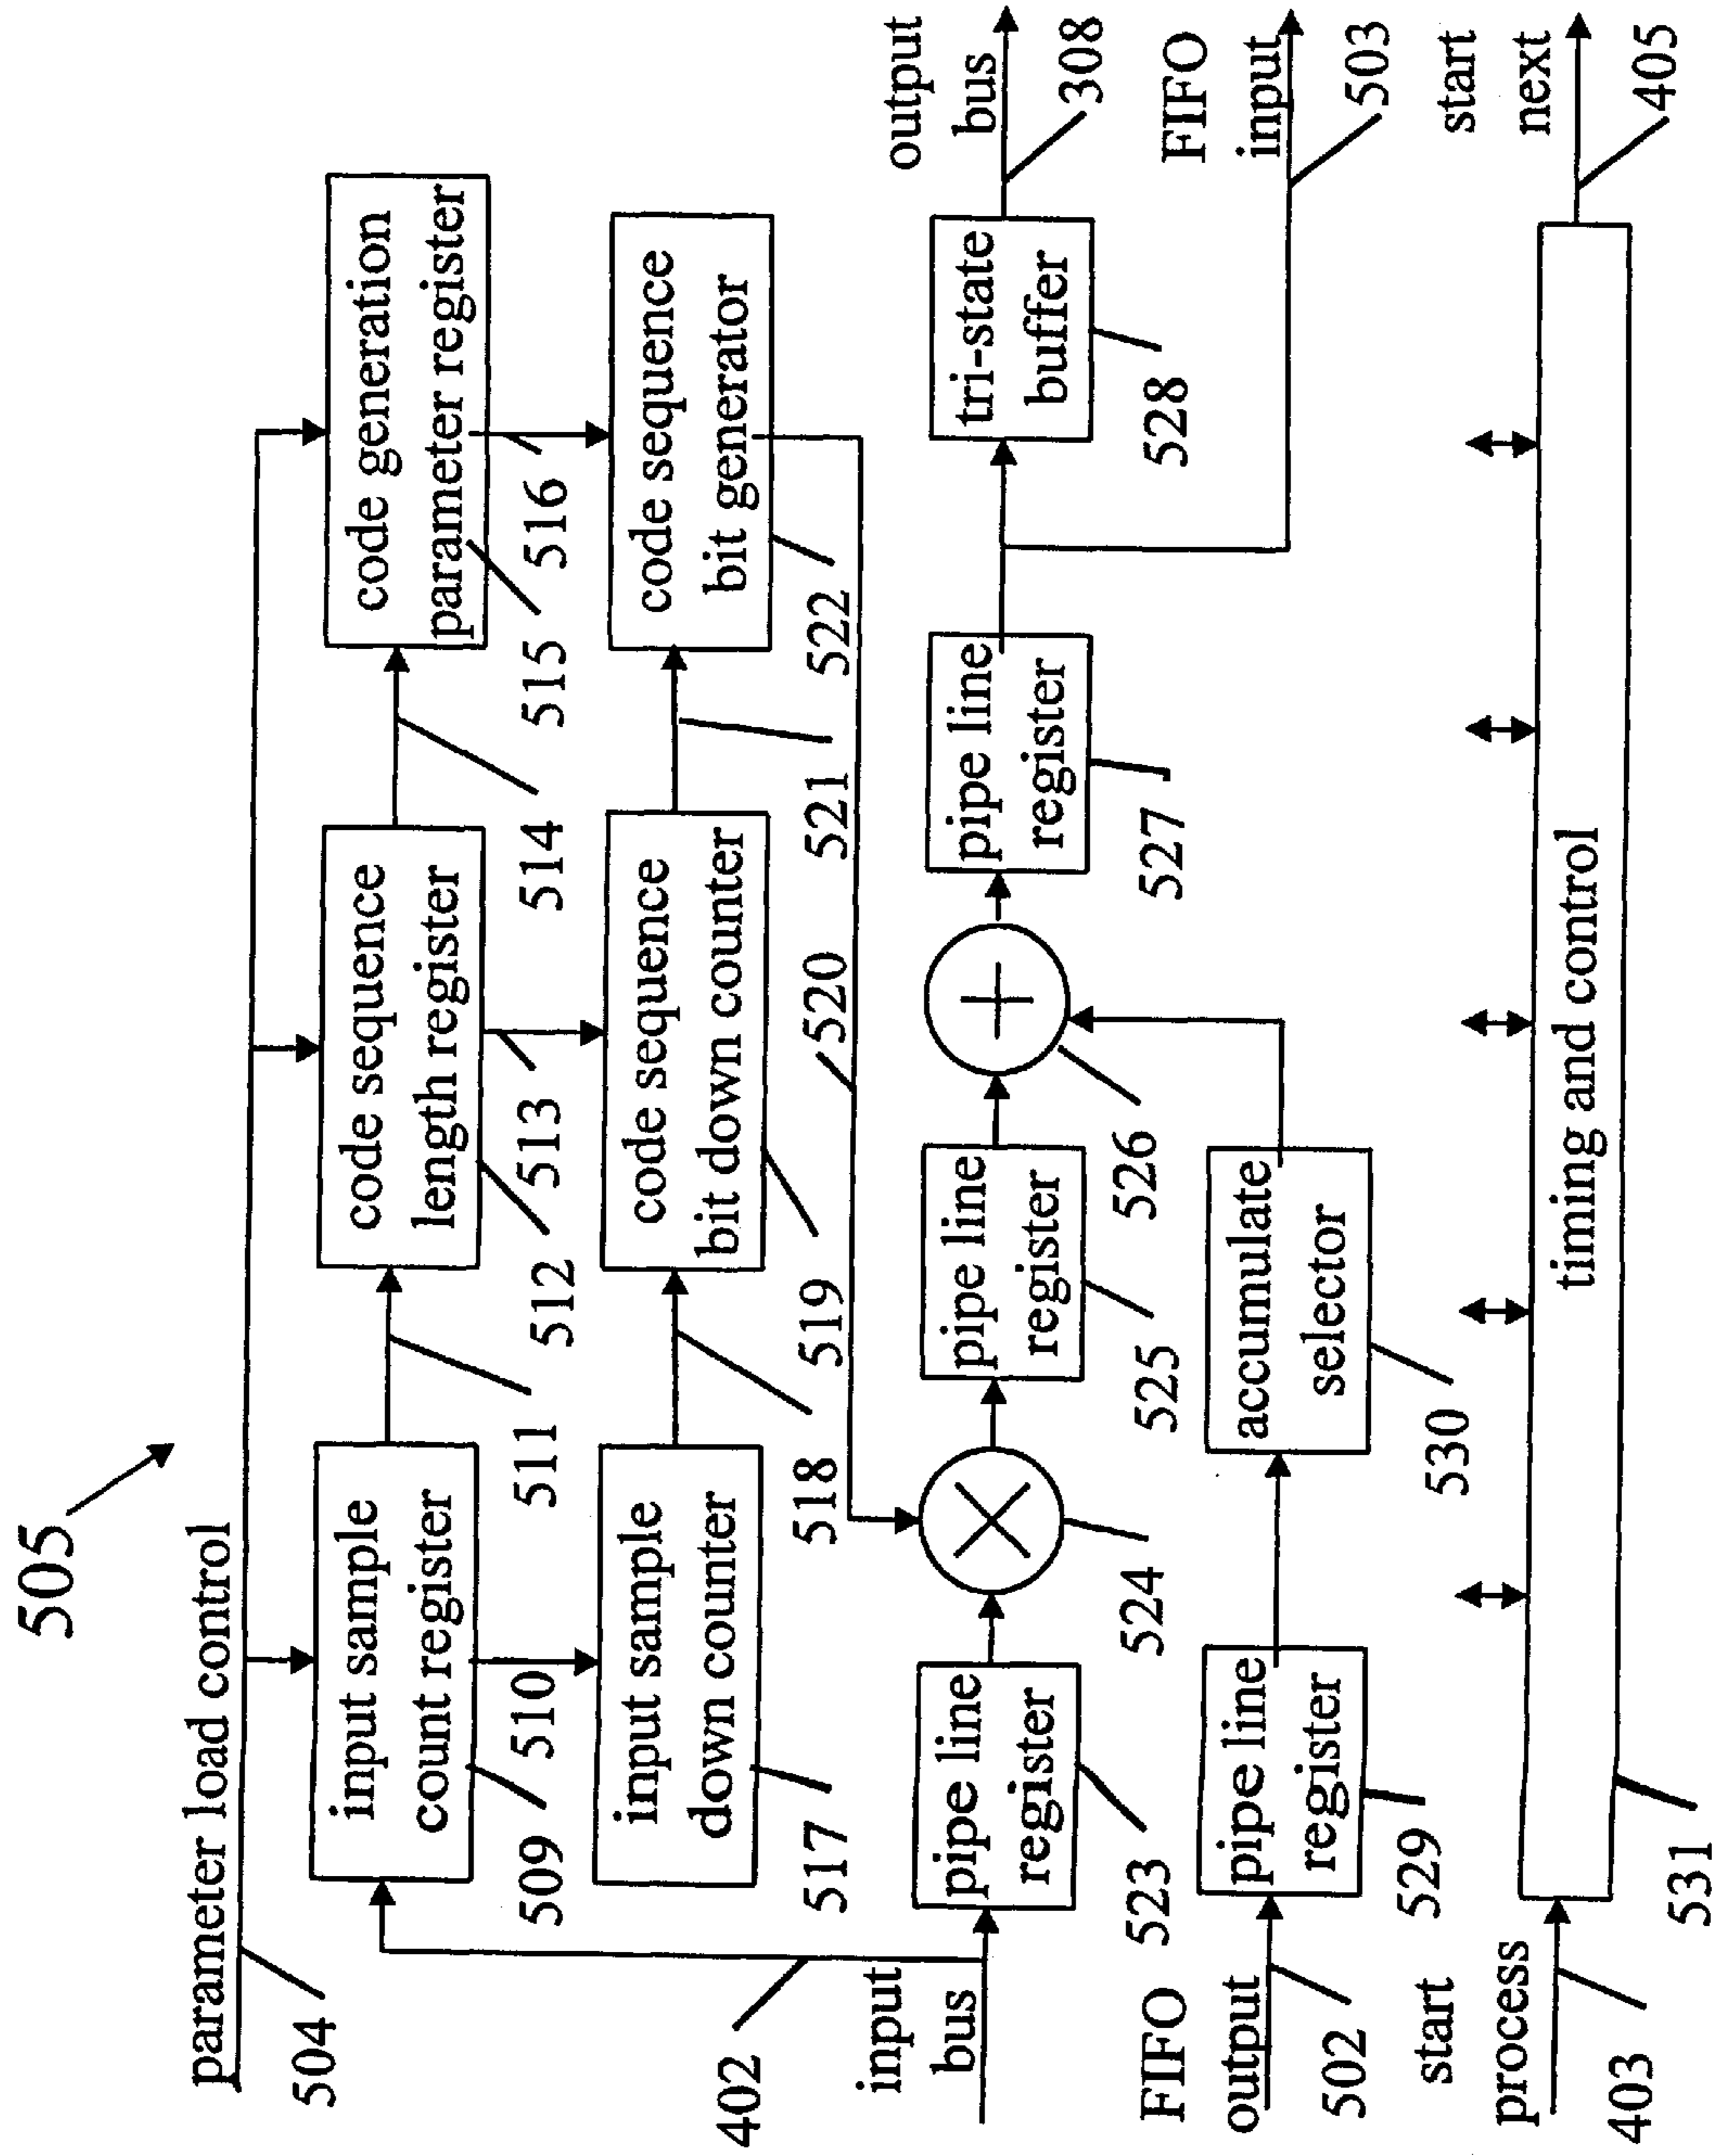 505
parameter load control
504
input sample
count register
509
510
511
code sequence
length register
512
513
514
code generation
parameter register
515
516
input sample
down counter
517
518
code sequence
bit down counter
519
520
521
code sequence
bit generator
522
402
input
bus
pipe line
register
523
524
pipe line
register
525
526
pipe line
register
527
tri-state
buffer
528
output
bus
308
FIFO
output
502
pipe line
register
529
accumulate
selector
530
FIFO
input
503
start
process
403
timing and control
531
start
next
405